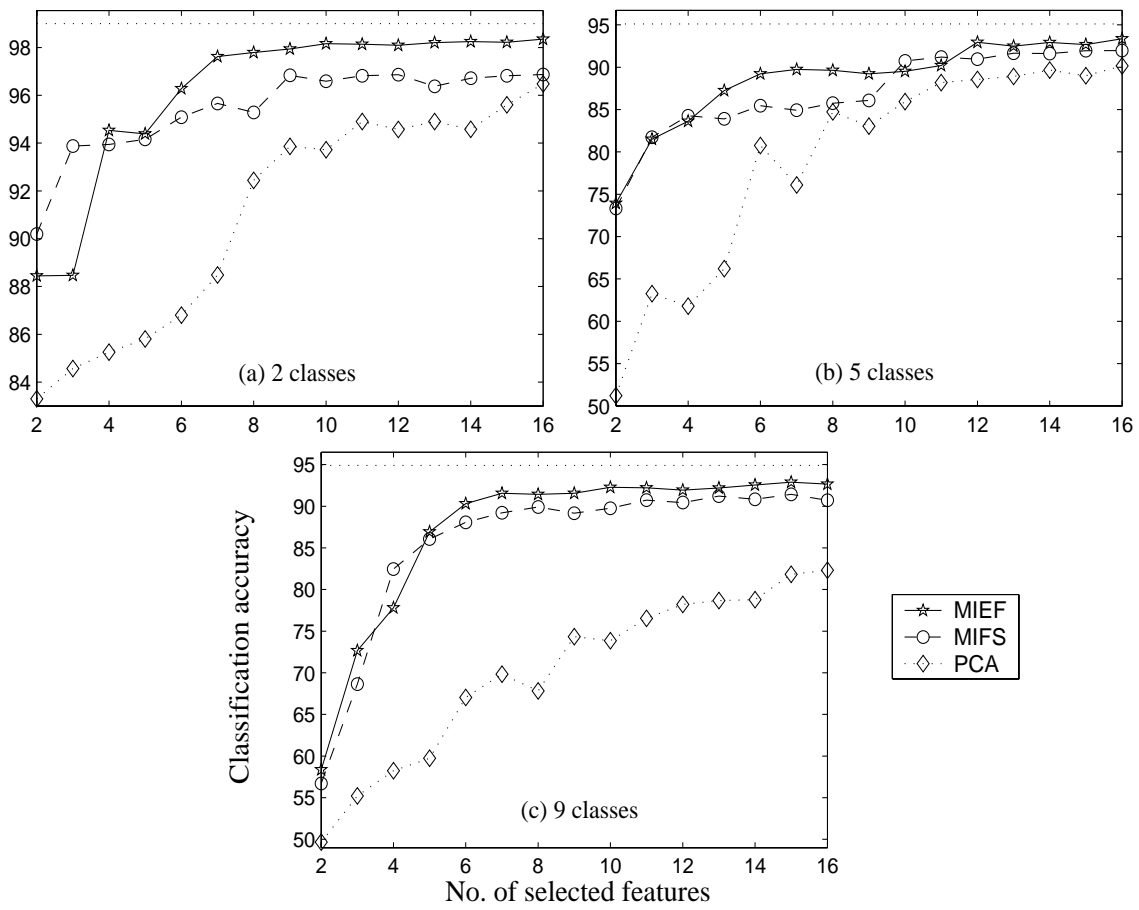 98
96
94
92
90
88
86
84
2 4 6 8 10 12 14 16
(a) 2 classes
95
90
85
80
75
70
65
60
55
50
2 4 6 8 10 12 14 16
(b) 5 classes
Classification accuracy
95
90
85
80
75
70
65
60
55
50
2 4 6 8 10 12 14 16
(c) 9 classes
No. of selected features
MIEF
MIFS
PCA